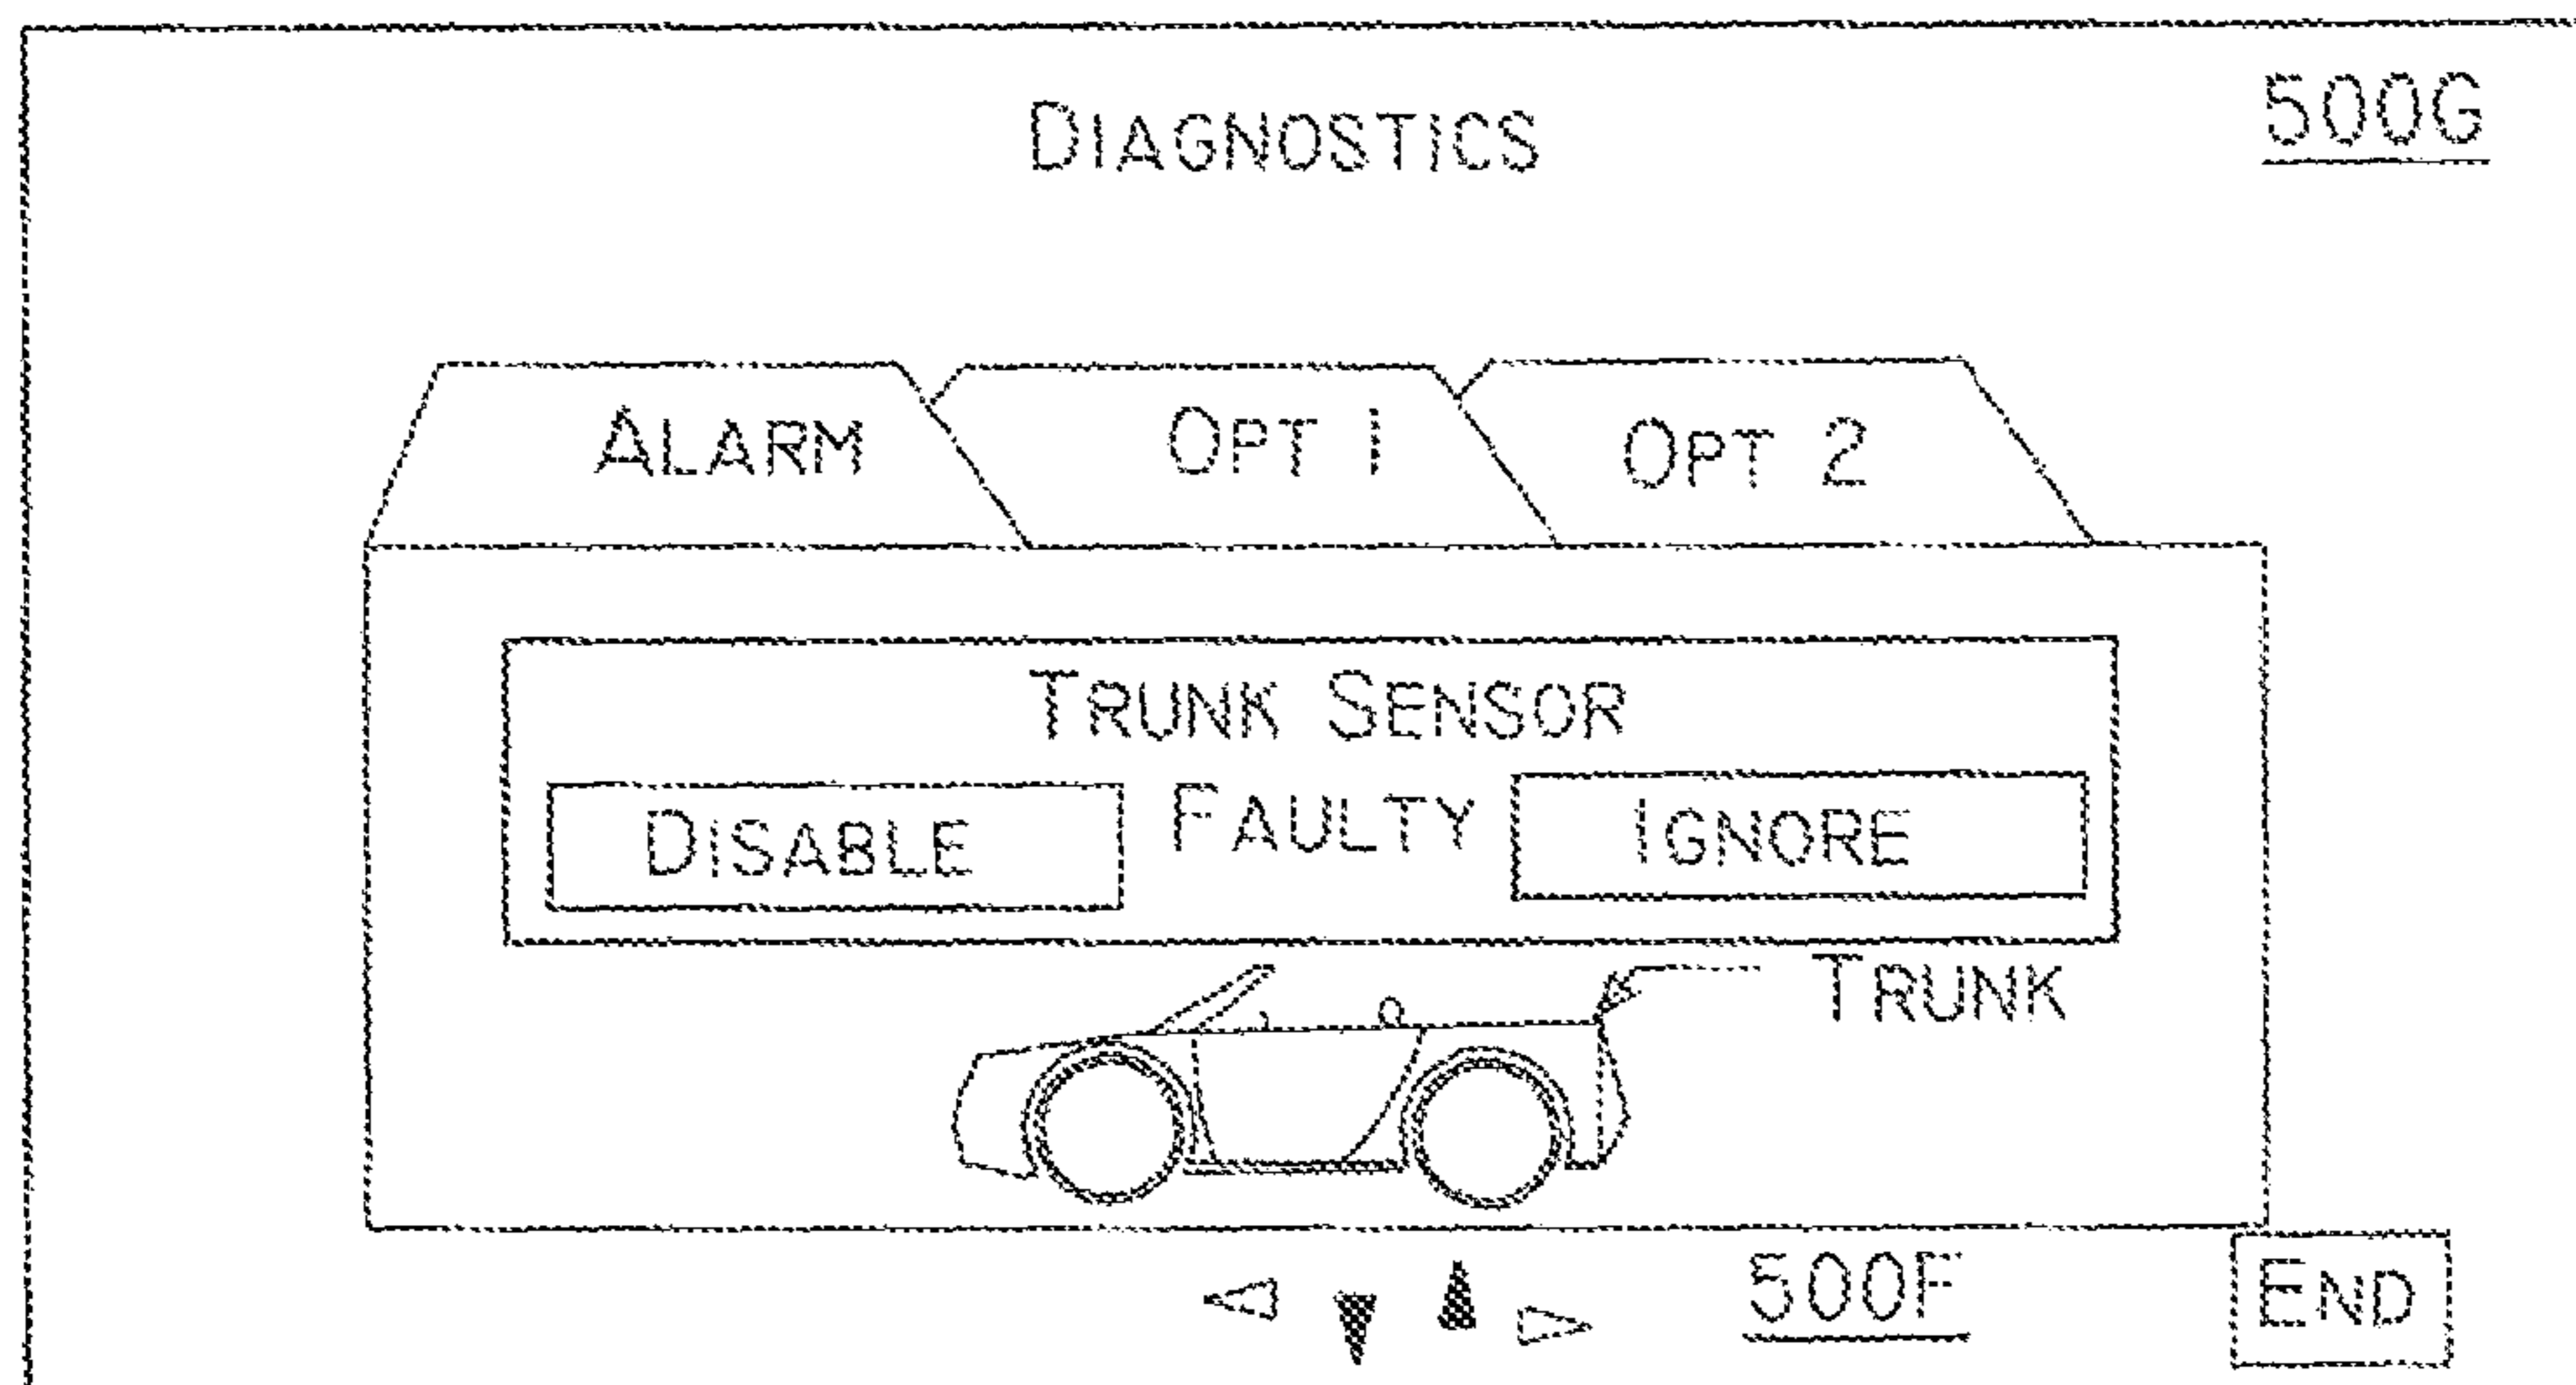 500G
DIAGNOSTICS
ALARM
OPT 1
OPT 2
TRUNK SENSOR
DISABLE
FAULTY
IGNORE
TRUNK
500F
END